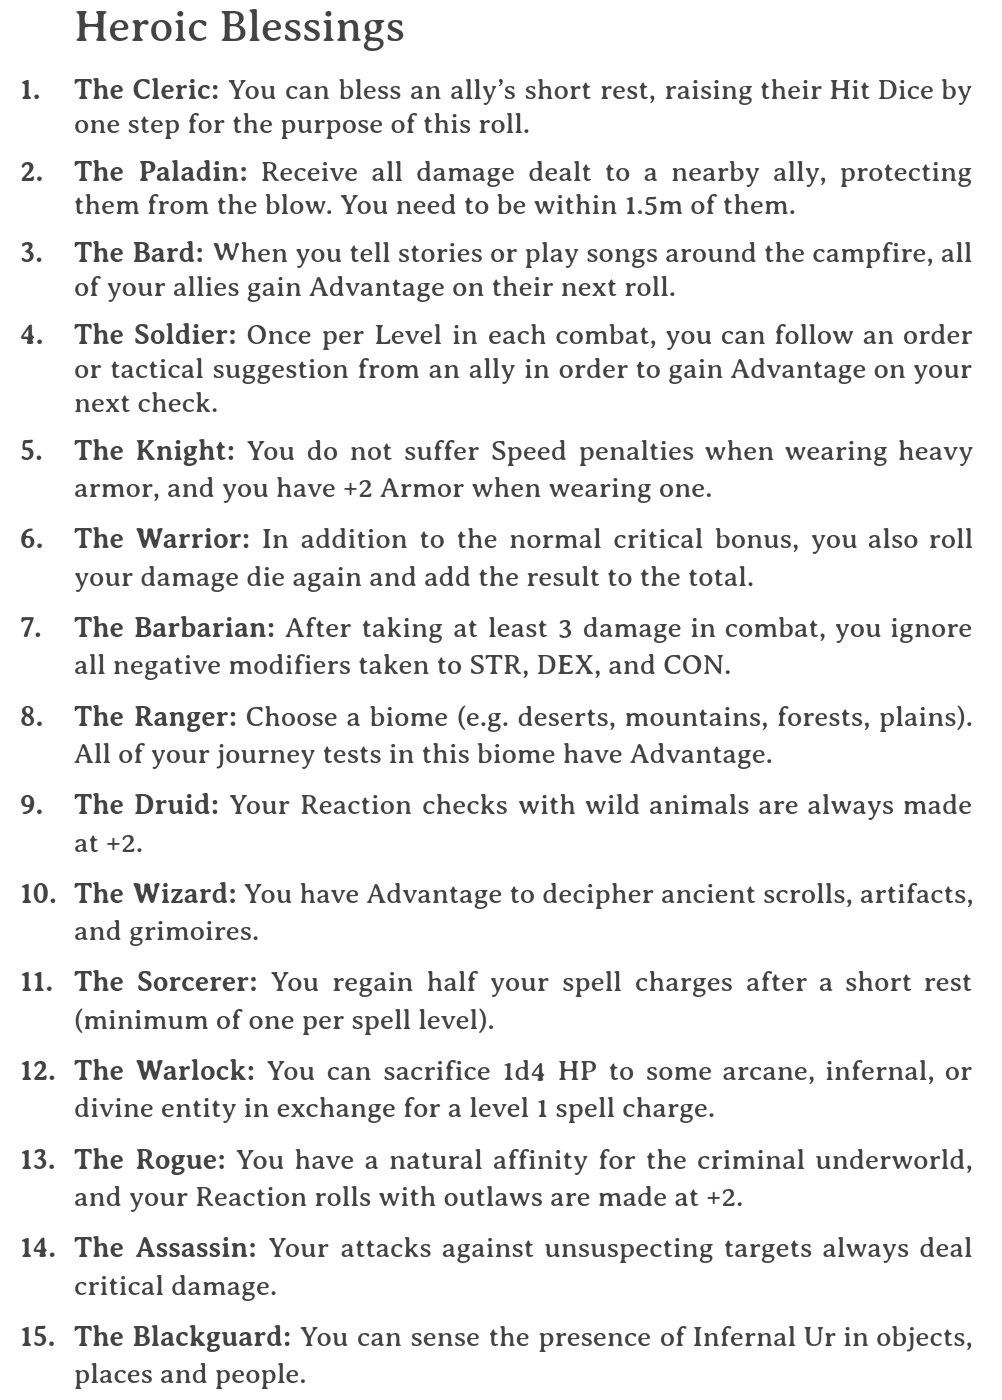 Heroic Blessings
1. The Cleric: You can bless an ally’s short rest, raising their Hit Dice by
one step for the purpose of this roll.
2. The Paladin: Receive all damage dealt to a nearby ally, protecting
them from the blow. You need to be within 1.5m of them.
3. The Bard: When you tell stories or play songs around the campfire, all
of your allies gain Advantage on their next roll.
4. The Soldier: Once per Level in each combat, you can follow an order
or tactical suggestion from an ally in order to gain Advantage on your
next check.
5. The Knight: You do not suffer Speed penalties when wearing heavy
armor, and you have +2 Armor when wearing one.
6. The Warrior: In addition to the normal critical bonus, you also roll
your damage die again and add the result to the total.
7. The Barbarian: After taking at least 3 damage in combat, you ignore
all negative modifiers taken to STR, DEX, and CON.
8. The Ranger: Choose a biome (e.g. deserts, mountains, forests, plains).
All of your journey tests in this biome have Advantage.
9. The Druid: Your Reaction checks with wild animals are always made
at +2.
10. The Wizard: You have Advantage to decipher ancient scrolls, artifacts,
and grimoires.
11. The Sorcerer: You regain half your spell charges after a short rest
(minimum of one per spell level).
12. The Warlock: You can sacrifice 1d4 HP to some arcane, infernal, or
divine entity in exchange for a level 1 spell charge.
13. The Rogue: You have a natural affinity for the criminal underworld,
and your Reaction rolls with outlaws are made at +2.
14. The Assassin: Your attacks against unsuspecting targets always deal
critical damage.
15. The Blackguard: You can sense the presence of Infernal Ur in objects,
places and people.